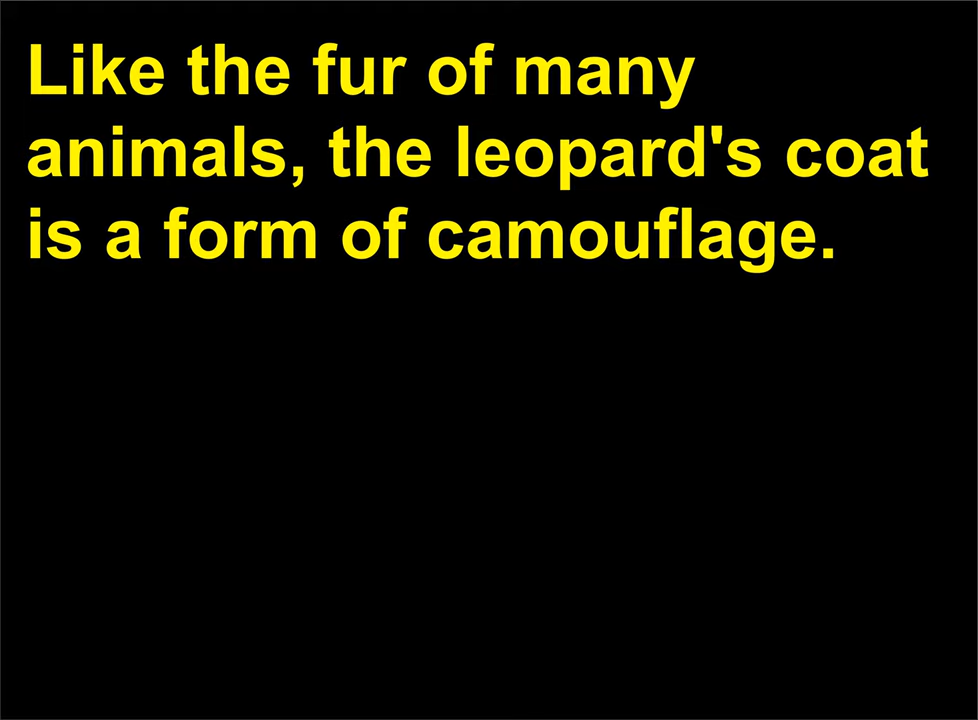 Like the fur of many
animals, the leopard's coat
is a form of camouflage.